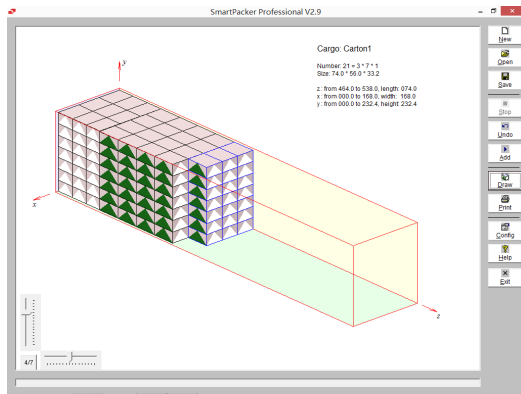 SmartPacker Professional V2.9
Cargo: Carton1
Number: 21 = 3 * 7 * 1
Size: 74.0 * 56.0 * 33.2
z : from 464.0 to 538.0, length: 074.0
x : from 000.0 to 168.0, width: 168.0
y : from 000.0 to 232.4, height: 232.4
y
x
z
4/7
New
Open
Save
Stop
Undo
Add
Draw
Print
Config
Help
Exit